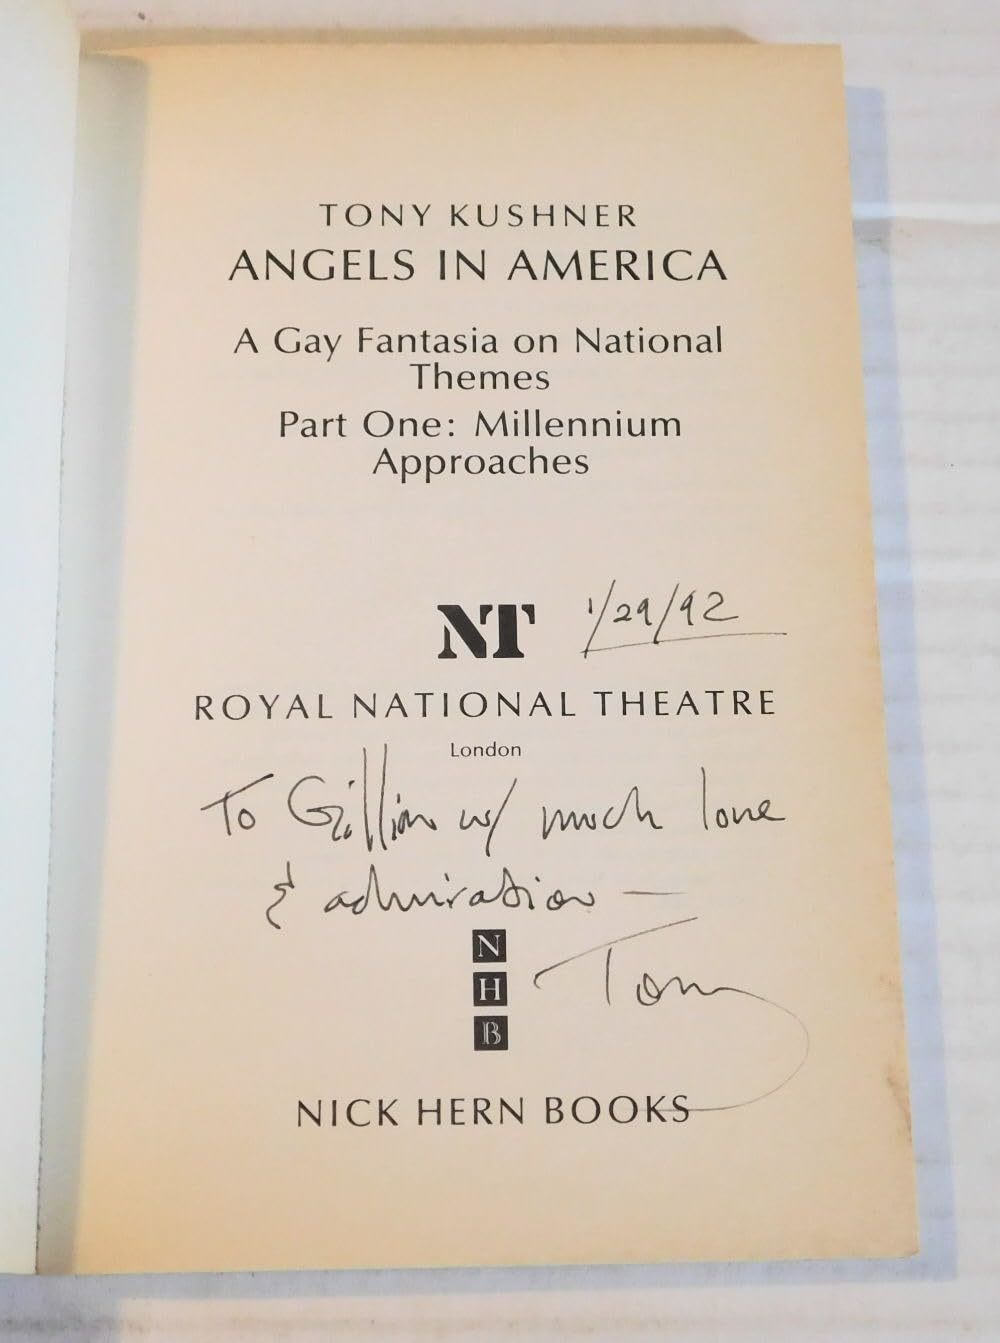 TONY KUSHNER
ANGELS IN AMERICA
A Gay Fantasia on National
Themes
Part One: Millennium
Approaches
NT 1/29/92
ROYAL NATIONAL THEATRE
London
To Gillian w/ much love
& admiration —
N
H
B
Tony
NICK HERN BOOKS